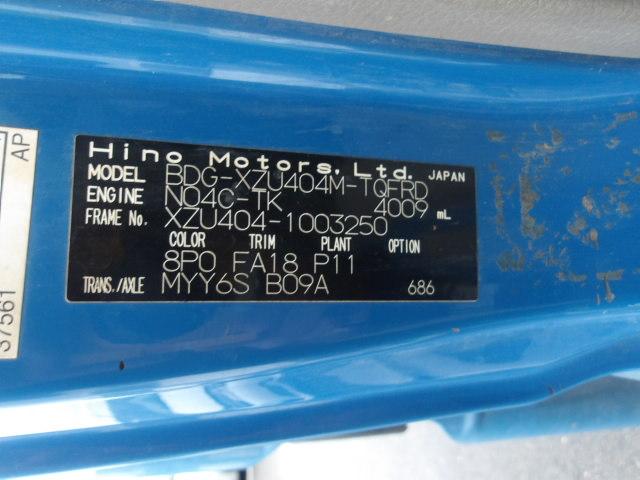 Hino Motors, Ltd. JAPAN
MODEL BDG-XZU404M-TQFRD
ENGINE N04C-TK 4009 mL
FRAME No. XZU404-1003250
COLOR TRIM PLANT OPTION
8P0 FA18 P11
TRANS./AXLE MYY6S B09A 686
37561
AP